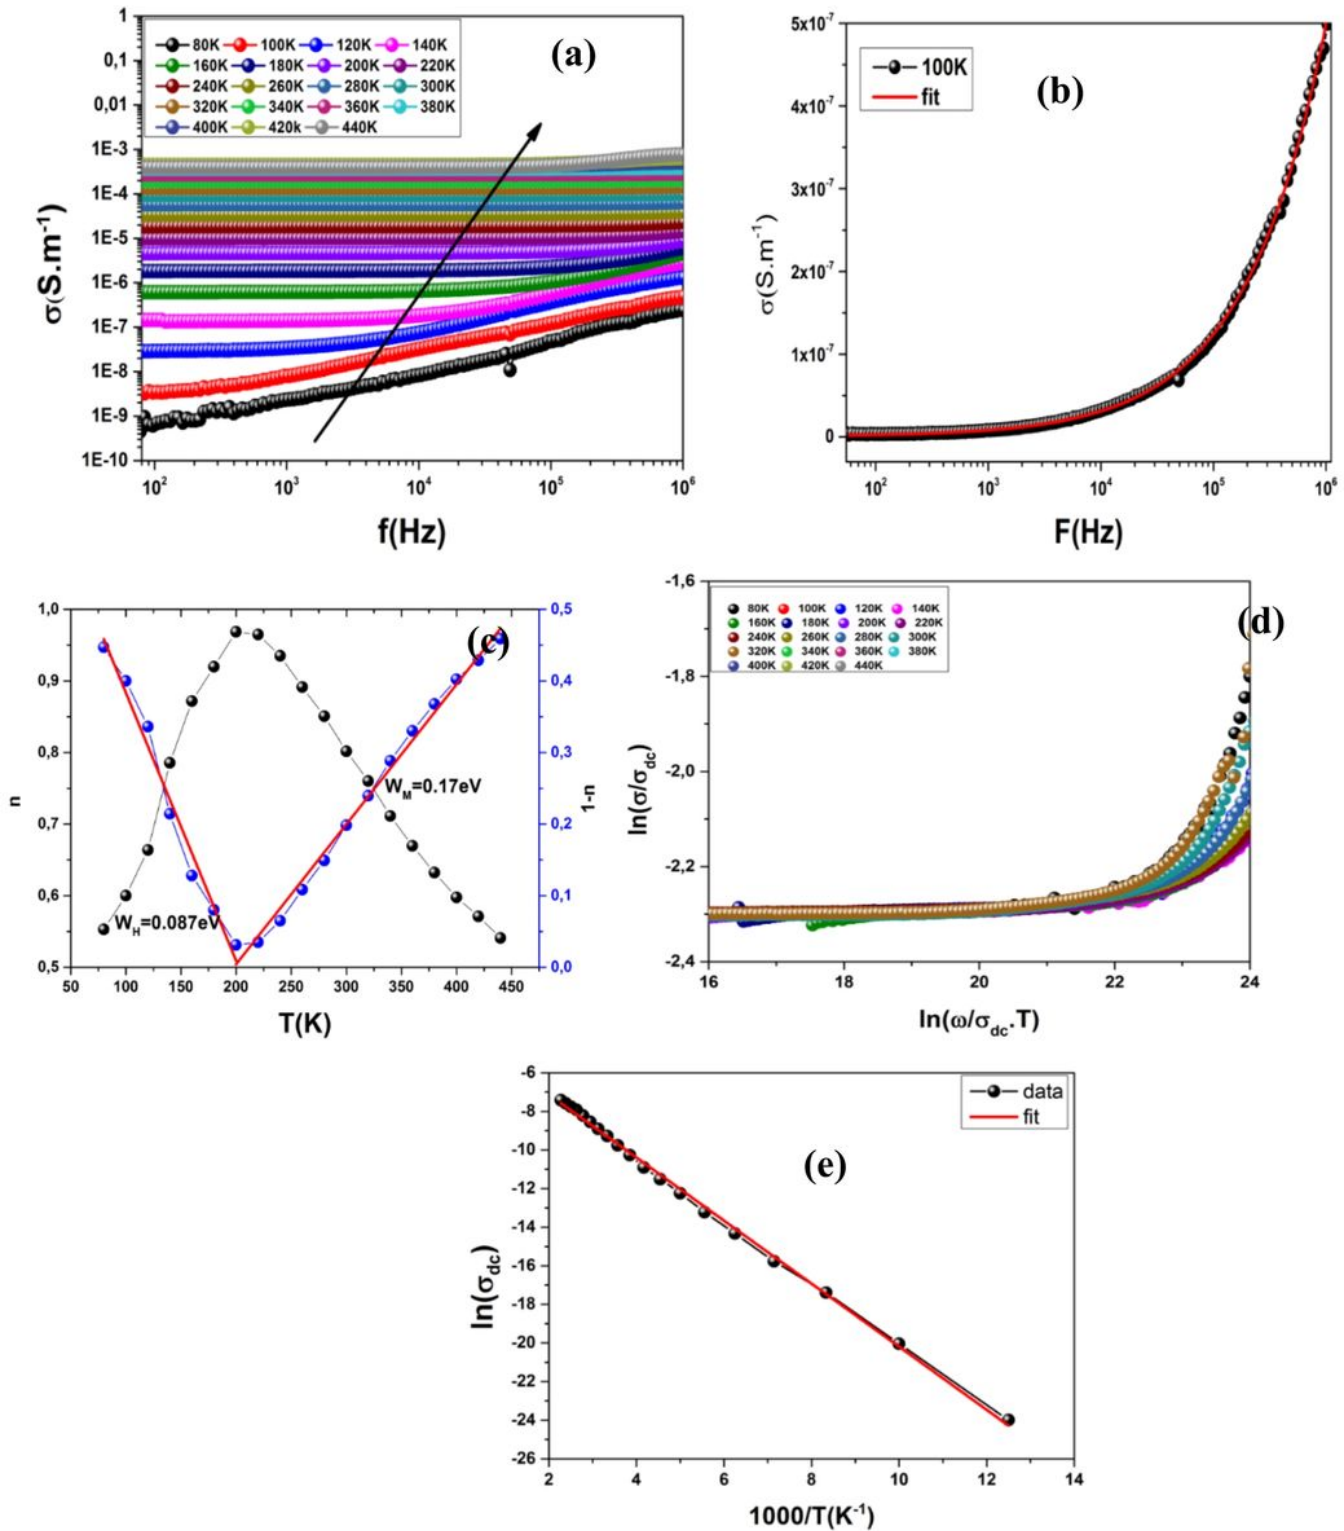 (a)
80K 100K 120K 140K
160K 180K 200K 220K
240K 260K 280K 300K
320K 340K 360K 380K
400K 420k 440K
1
0,1
0,01
1E-3
1E-4
1E-5
1E-6
1E-7
1E-8
1E-9
1E-10
σ(S.m⁻¹)
10² 10³ 10⁴ 10⁵ 10⁶
f(Hz)
(b)
100K
fit
5x10⁻⁷
4x10⁻⁷
3x10⁻⁷
2x10⁻⁷
1x10⁻⁷
0
σ(S.m⁻¹)
10² 10³ 10⁴ 10⁵ 10⁶
F(Hz)
(c)
1,0
0,9
0,8
0,7
0,6
0,5
n
0,5
0,4
0,3
0,2
0,1
0,0
1-n
W_M=0.17eV
W_H=0.087eV
50 100 150 200 250 300 350 400 450
T(K)
(d)
80K 100K 120K 140K
160K 180K 200K 220K
240K 260K 280K 300K
320K 340K 360K 380K
400K 420K 440K
-1,6
-1,8
-2,0
-2,2
-2,4
ln(σ/σ_dc)
16 18 20 22 24
ln(ω/σ_dc.T)
(e)
data
fit
-6
-8
-10
-12
-14
-16
-18
-20
-22
-24
-26
ln(σ_dc)
2 4 6 8 10 12 14
1000/T(K⁻¹)